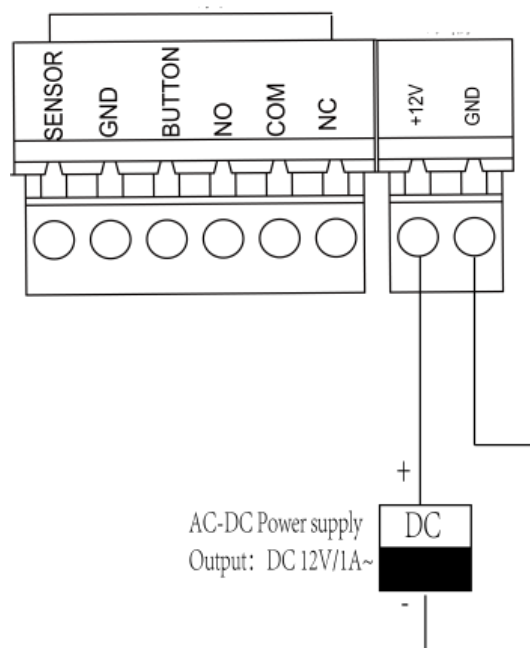 SENSOR
GND
BUTTON
NO
COM
NC
+12V
GND
+
AC-DC Power supply
DC
Output: DC 12V/1A~
-